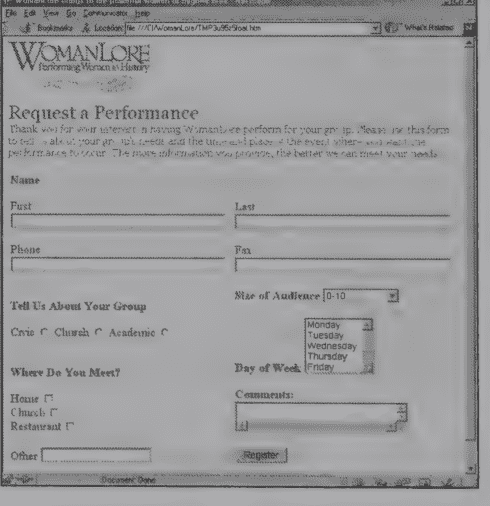 File Edit View Go Communicator Help
Bookmarks Location: file:///C|/WomanLore/ What's Related
WOMANLORE
Performing Women in History
Request a Performance
Thank you for your interest in having WomanLore perform for your group. Please use this form
to tell us about your group's needs and the time and place of the event where you want the
performance to occur. The more information you provide, the better we can meet your needs.
Name
First Last
Phone Fax
Size of Audience 0-10
Tell Us About Your Group
Civic Church Academic
Monday
Tuesday
Wednesday
Thursday
Day of Week Friday
Where Do You Meet?
Home Comments:
Church
Restaurant
Other Register
Document: Done